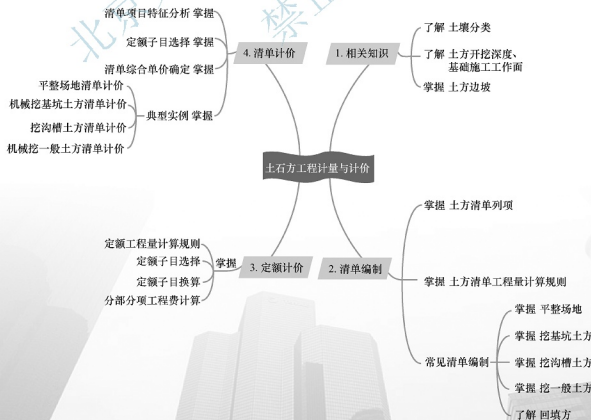 北京
禁止
清单项目特征分析 掌握
定额子目选择 掌握
清单综合单价确定 掌握
平整场地清单计价
机械挖基坑土方清单计价
挖沟槽土方清单计价
机械挖一般土方清单计价
典型实例 掌握
4. 清单计价
1. 相关知识
了解 土壤分类
了解 土方开挖深度、
基础施工工作面
掌握 土方边坡
土石方工程计量与计价
定额工程量计算规则
定额子目选择
定额子目换算
分部分项工程费计算
掌握
3. 定额计价
2. 清单编制
掌握 土方清单列项
掌握 土方清单工程量计算规则
常见清单编制
掌握 平整场地
掌握 挖基坑土方
掌握 挖沟槽土方
掌握 挖一般土方
了解 回填方